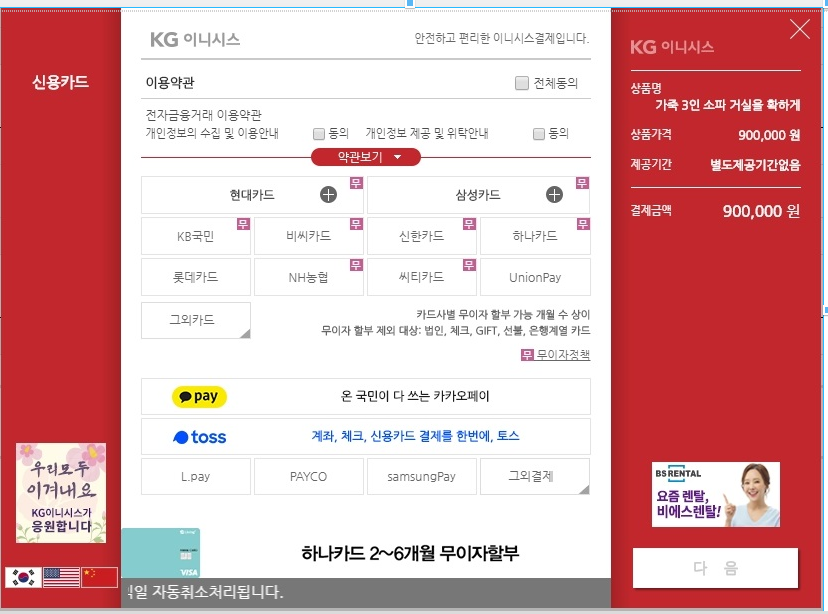 신용카드
KG 이니시스
안전하고 편리한 이니시스결제입니다.
이용약관
전체동의
전자금융거래 이용약관
개인정보의 수집 및 이용안내
동의
개인정보 제공 및 위탁안내
동의
약관보기
현대카드
무
삼성카드
무
KB국민
무
비씨카드
무
신한카드
무
하나카드
무
롯데카드
NH농협
무
씨티카드
무
UnionPay
그외카드
카드사별 무이자 할부 가능 개월 수 상이
무이자 할부 제외 대상: 법인, 체크, GIFT, 선불, 은행계열 카드
무 무이자정책
pay
온 국민이 다 쓰는 카카오페이
toss
계좌, 체크, 신용카드 결제를 한번에, 토스
L.pay
PAYCO
samsungPay
그외결제
VISA
하나카드 2~6개월 무이자할부
일 자동취소처리됩니다.
우리모두
이겨내요
KG이니시스가
응원합니다
KG 이니시스
상품명
가죽 3인 소파 거실을 확하게
상품가격
900,000 원
제공기간
별도제공기간없음
결제금액
900,000 원
BS RENTAL
요즘 렌탈,
비에스렌탈!
다 음